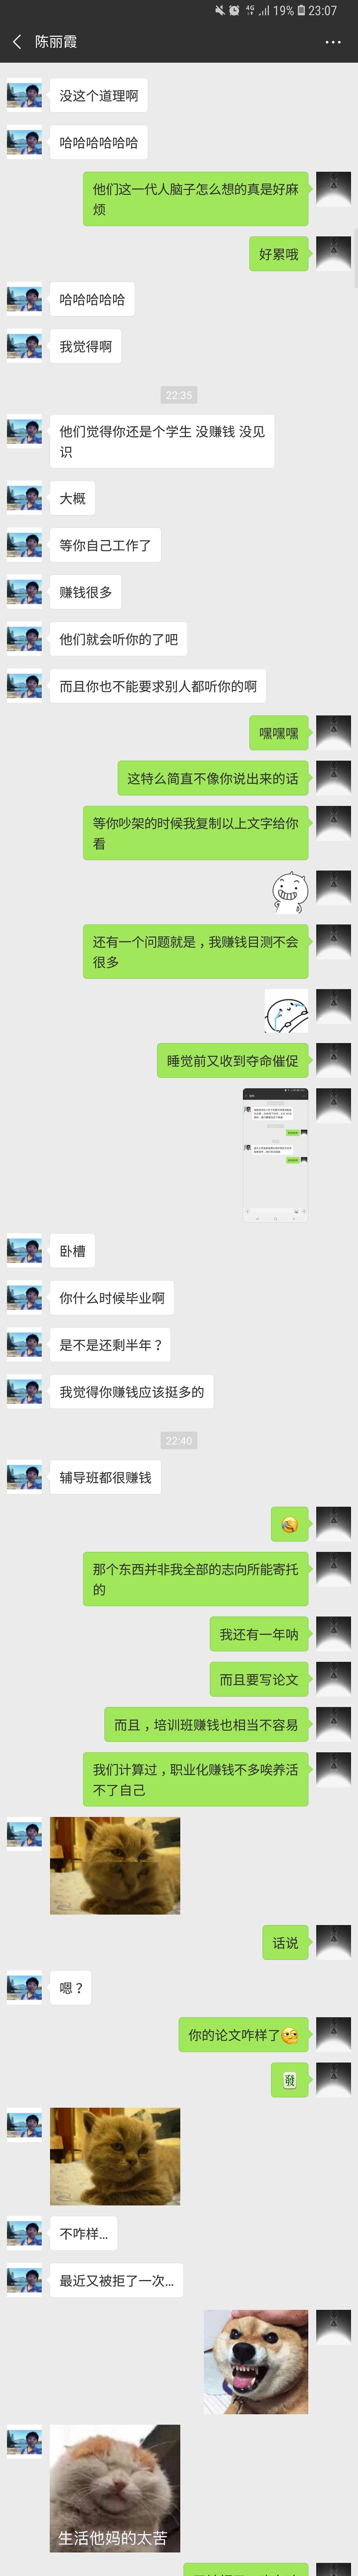 4G 19% 23:07
陈丽霞
没这个道理啊
哈哈哈哈哈哈
他们这一代人脑子怎么想的真是好麻
烦
好累哦
哈哈哈哈哈
我觉得啊
22:35
他们觉得你还是个学生 没赚钱 没见
识
大概
等你自己工作了
赚钱很多
他们就会听你的了吧
而且你也不能要求别人都听你的啊
嘿嘿嘿
这特么简直不像你说出来的话
等你吵架的时候我复制以上文字给你
看
还有一个问题就是，我赚钱目测不会
很多
睡觉前又收到夺命催促
卧槽
你什么时候毕业啊
是不是还剩半年？
我觉得你赚钱应该挺多的
22:40
辅导班都很赚钱
那个东西并非我全部的志向所能寄托
的
我还有一年呐
而且要写论文
而且，培训班赚钱也相当不容易
我们计算过，职业化赚钱不多唉养活
不了自己
话说
嗯？
你的论文咋样了
發
不咋样...
最近又被拒了一次...
生活他妈的太苦